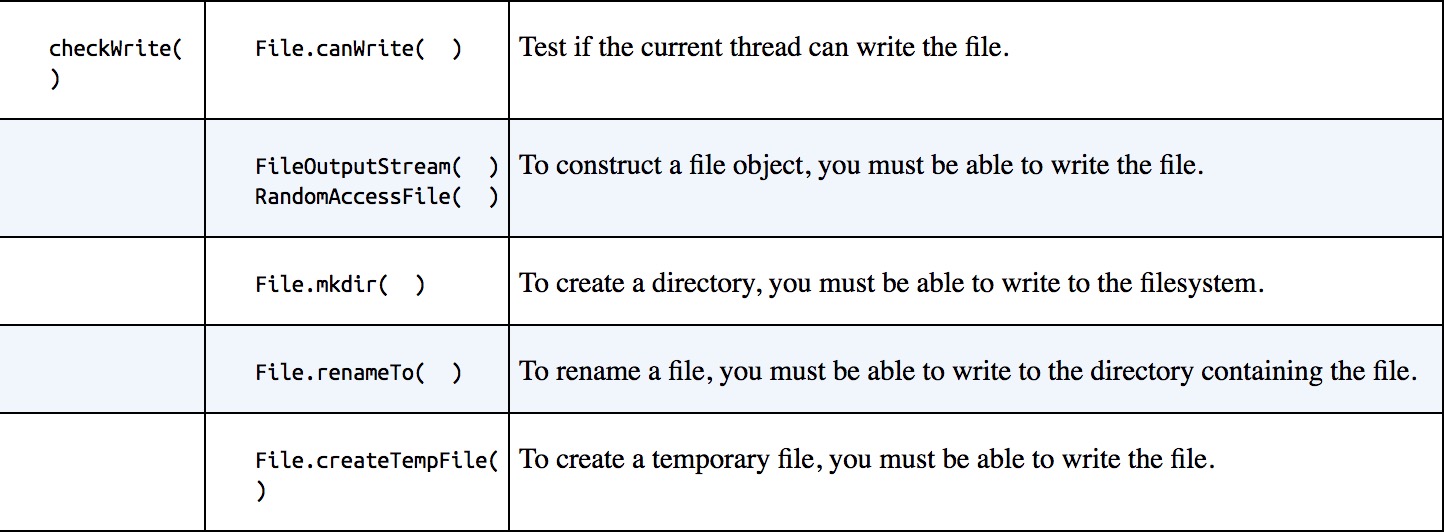 checkWrite( File.canWrite(  ) Test if the current thread can write the file.
)
FileOutputStream(  ) To construct a file object, you must be able to write the file.
RandomAccessFile(  )
File.mkdir(  ) To create a directory, you must be able to write to the filesystem.
File.renameTo(  ) To rename a file, you must be able to write to the directory containing the file.
File.createTempFile( To create a temporary file, you must be able to write the file.
)